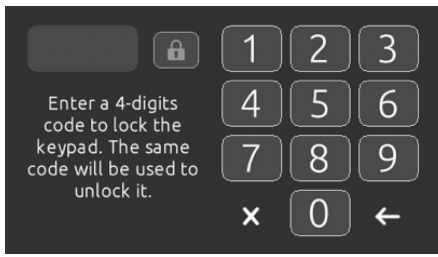 1 2 3
Enter a 4-digits
code to lock the
keypad. The same
code will be used to
unlock it.
4 5 6
7 8 9
0